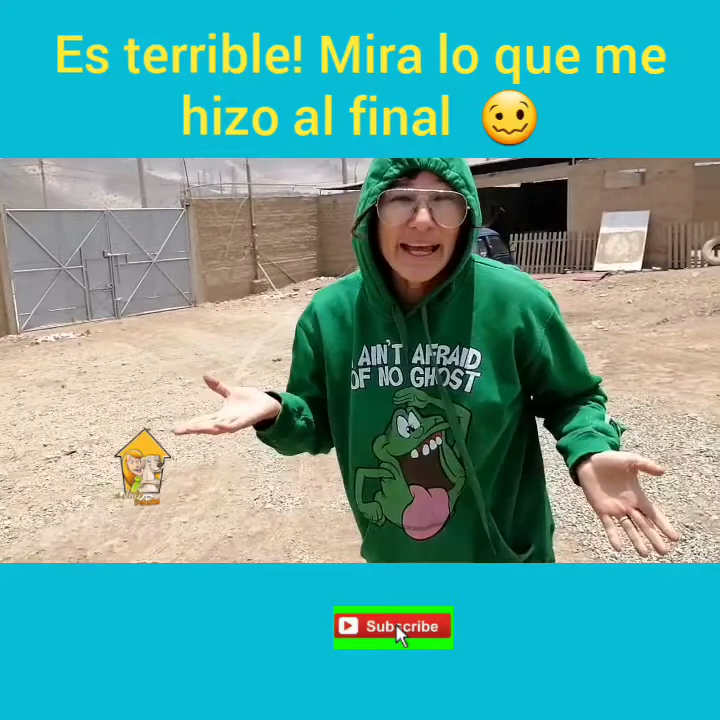 Es terrible! Mira lo que me
hizo al final 🥴
AIN'T AFRAID
OF NO GHOST
Subscribe